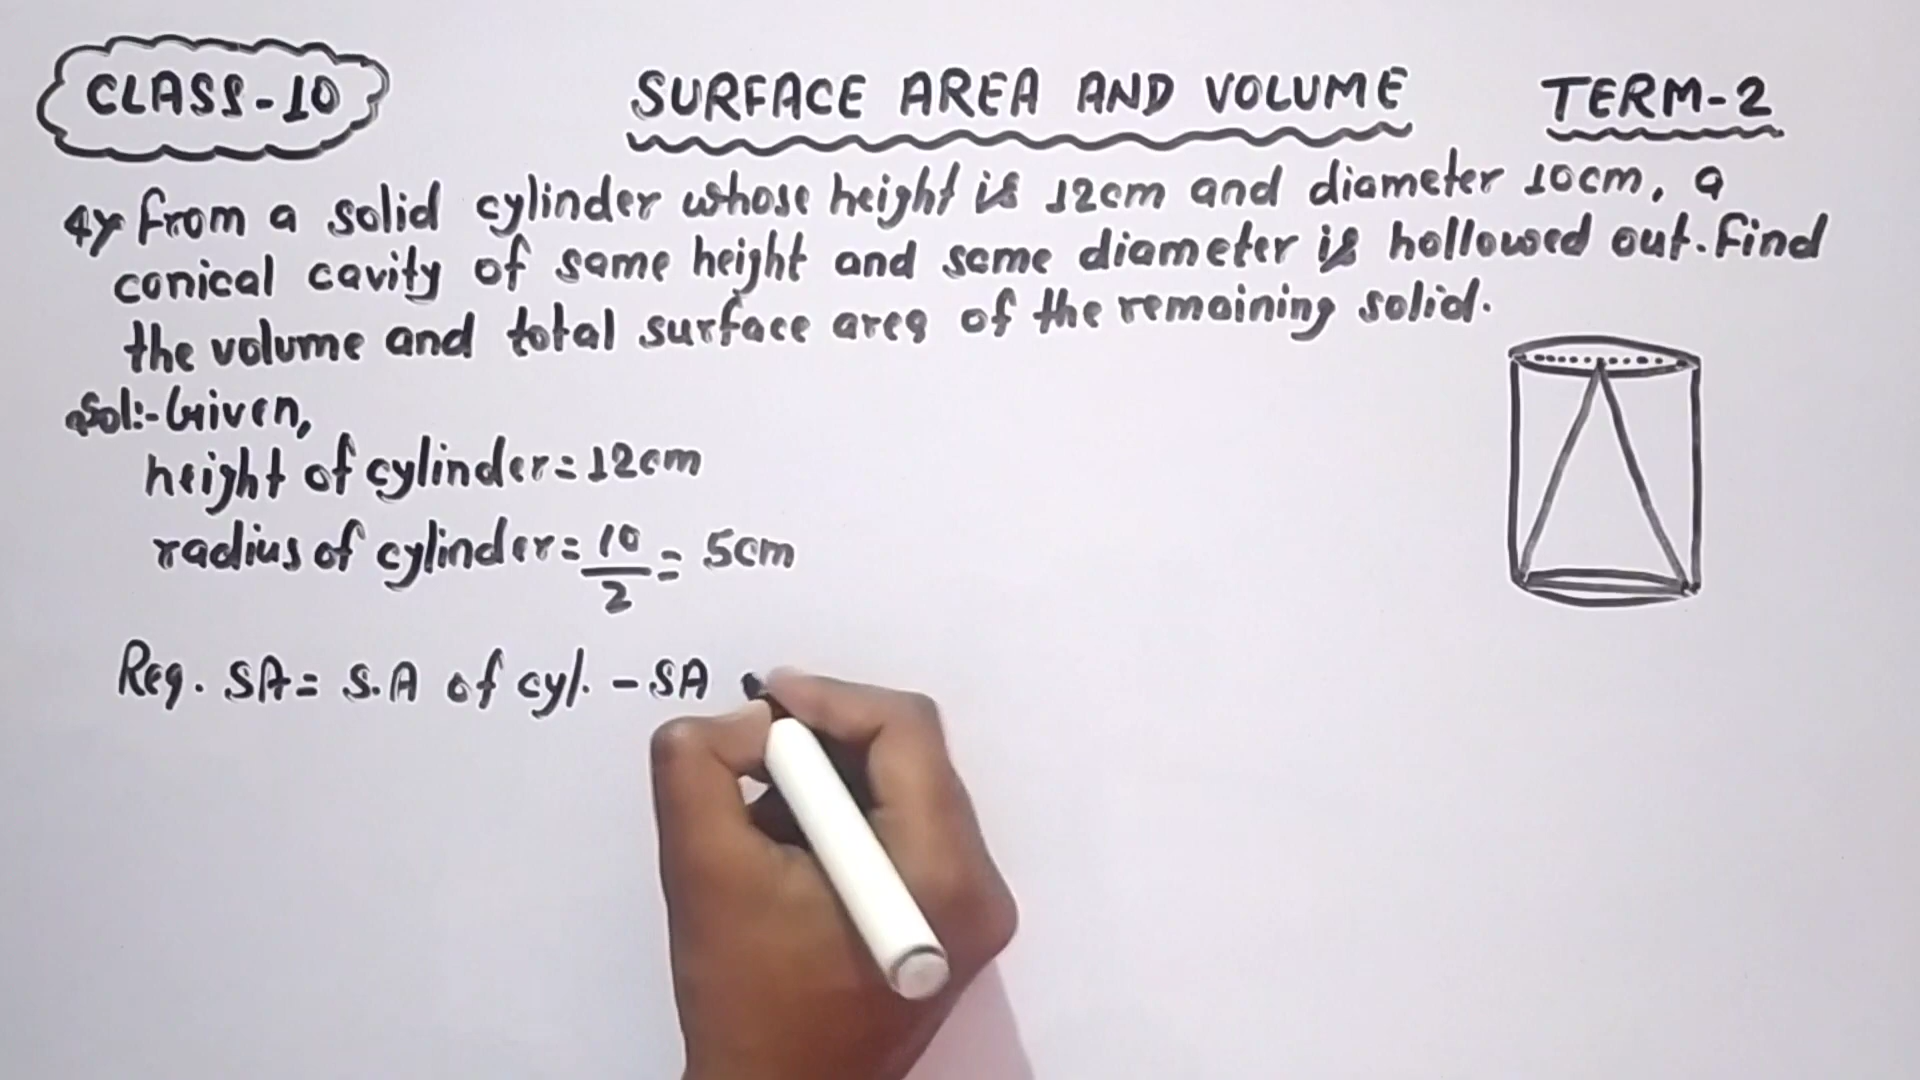 CLASS-10
SURFACE AREA AND VOLUME
TERM-2
4y from a solid cylinder whose height is 12cm and diameter 10cm, a
conical cavity of same height and same diameter is hollowed out. Find
the volume and total surface area of the remaining solid.
Sol:- Given,
height of cylinder = 12cm
radius of cylinder = 10/2 = 5cm
Req. SA = S.A of cyl. - SA